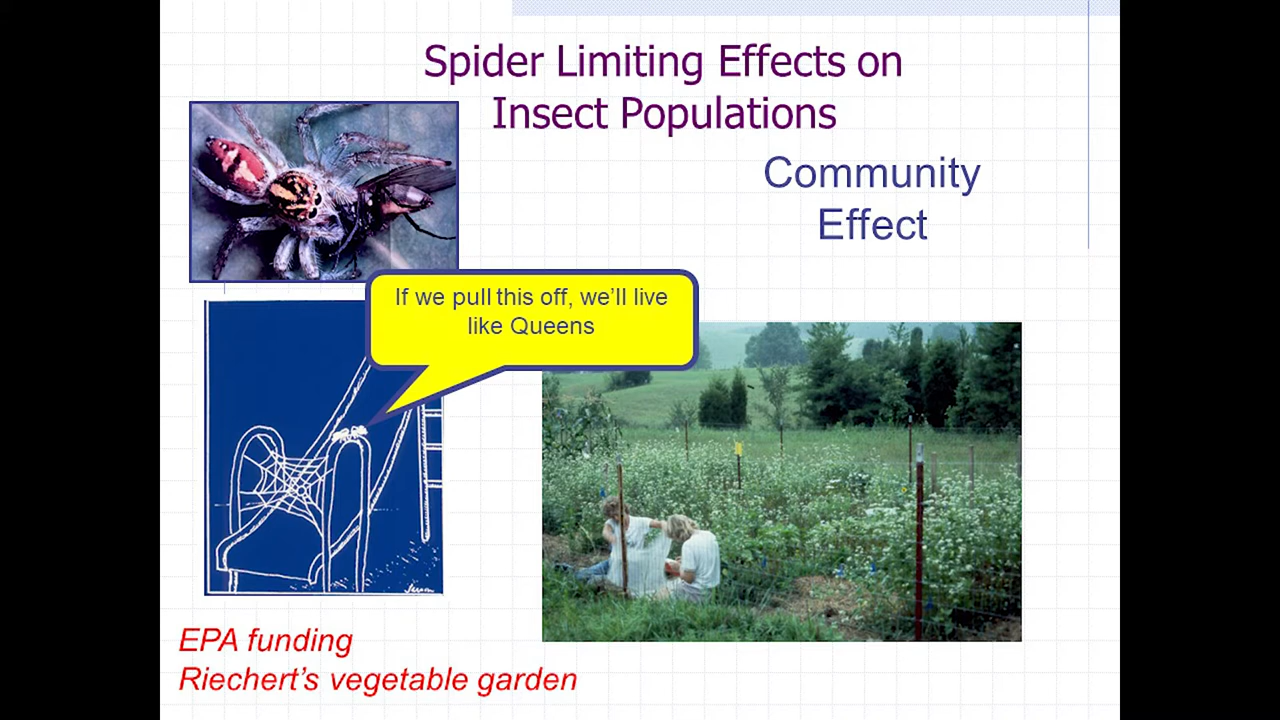 Spider Limiting Effects on
Insect Populations
Community
Effect
If we pull this off, we'll live
like Queens
EPA funding
Riechert's vegetable garden